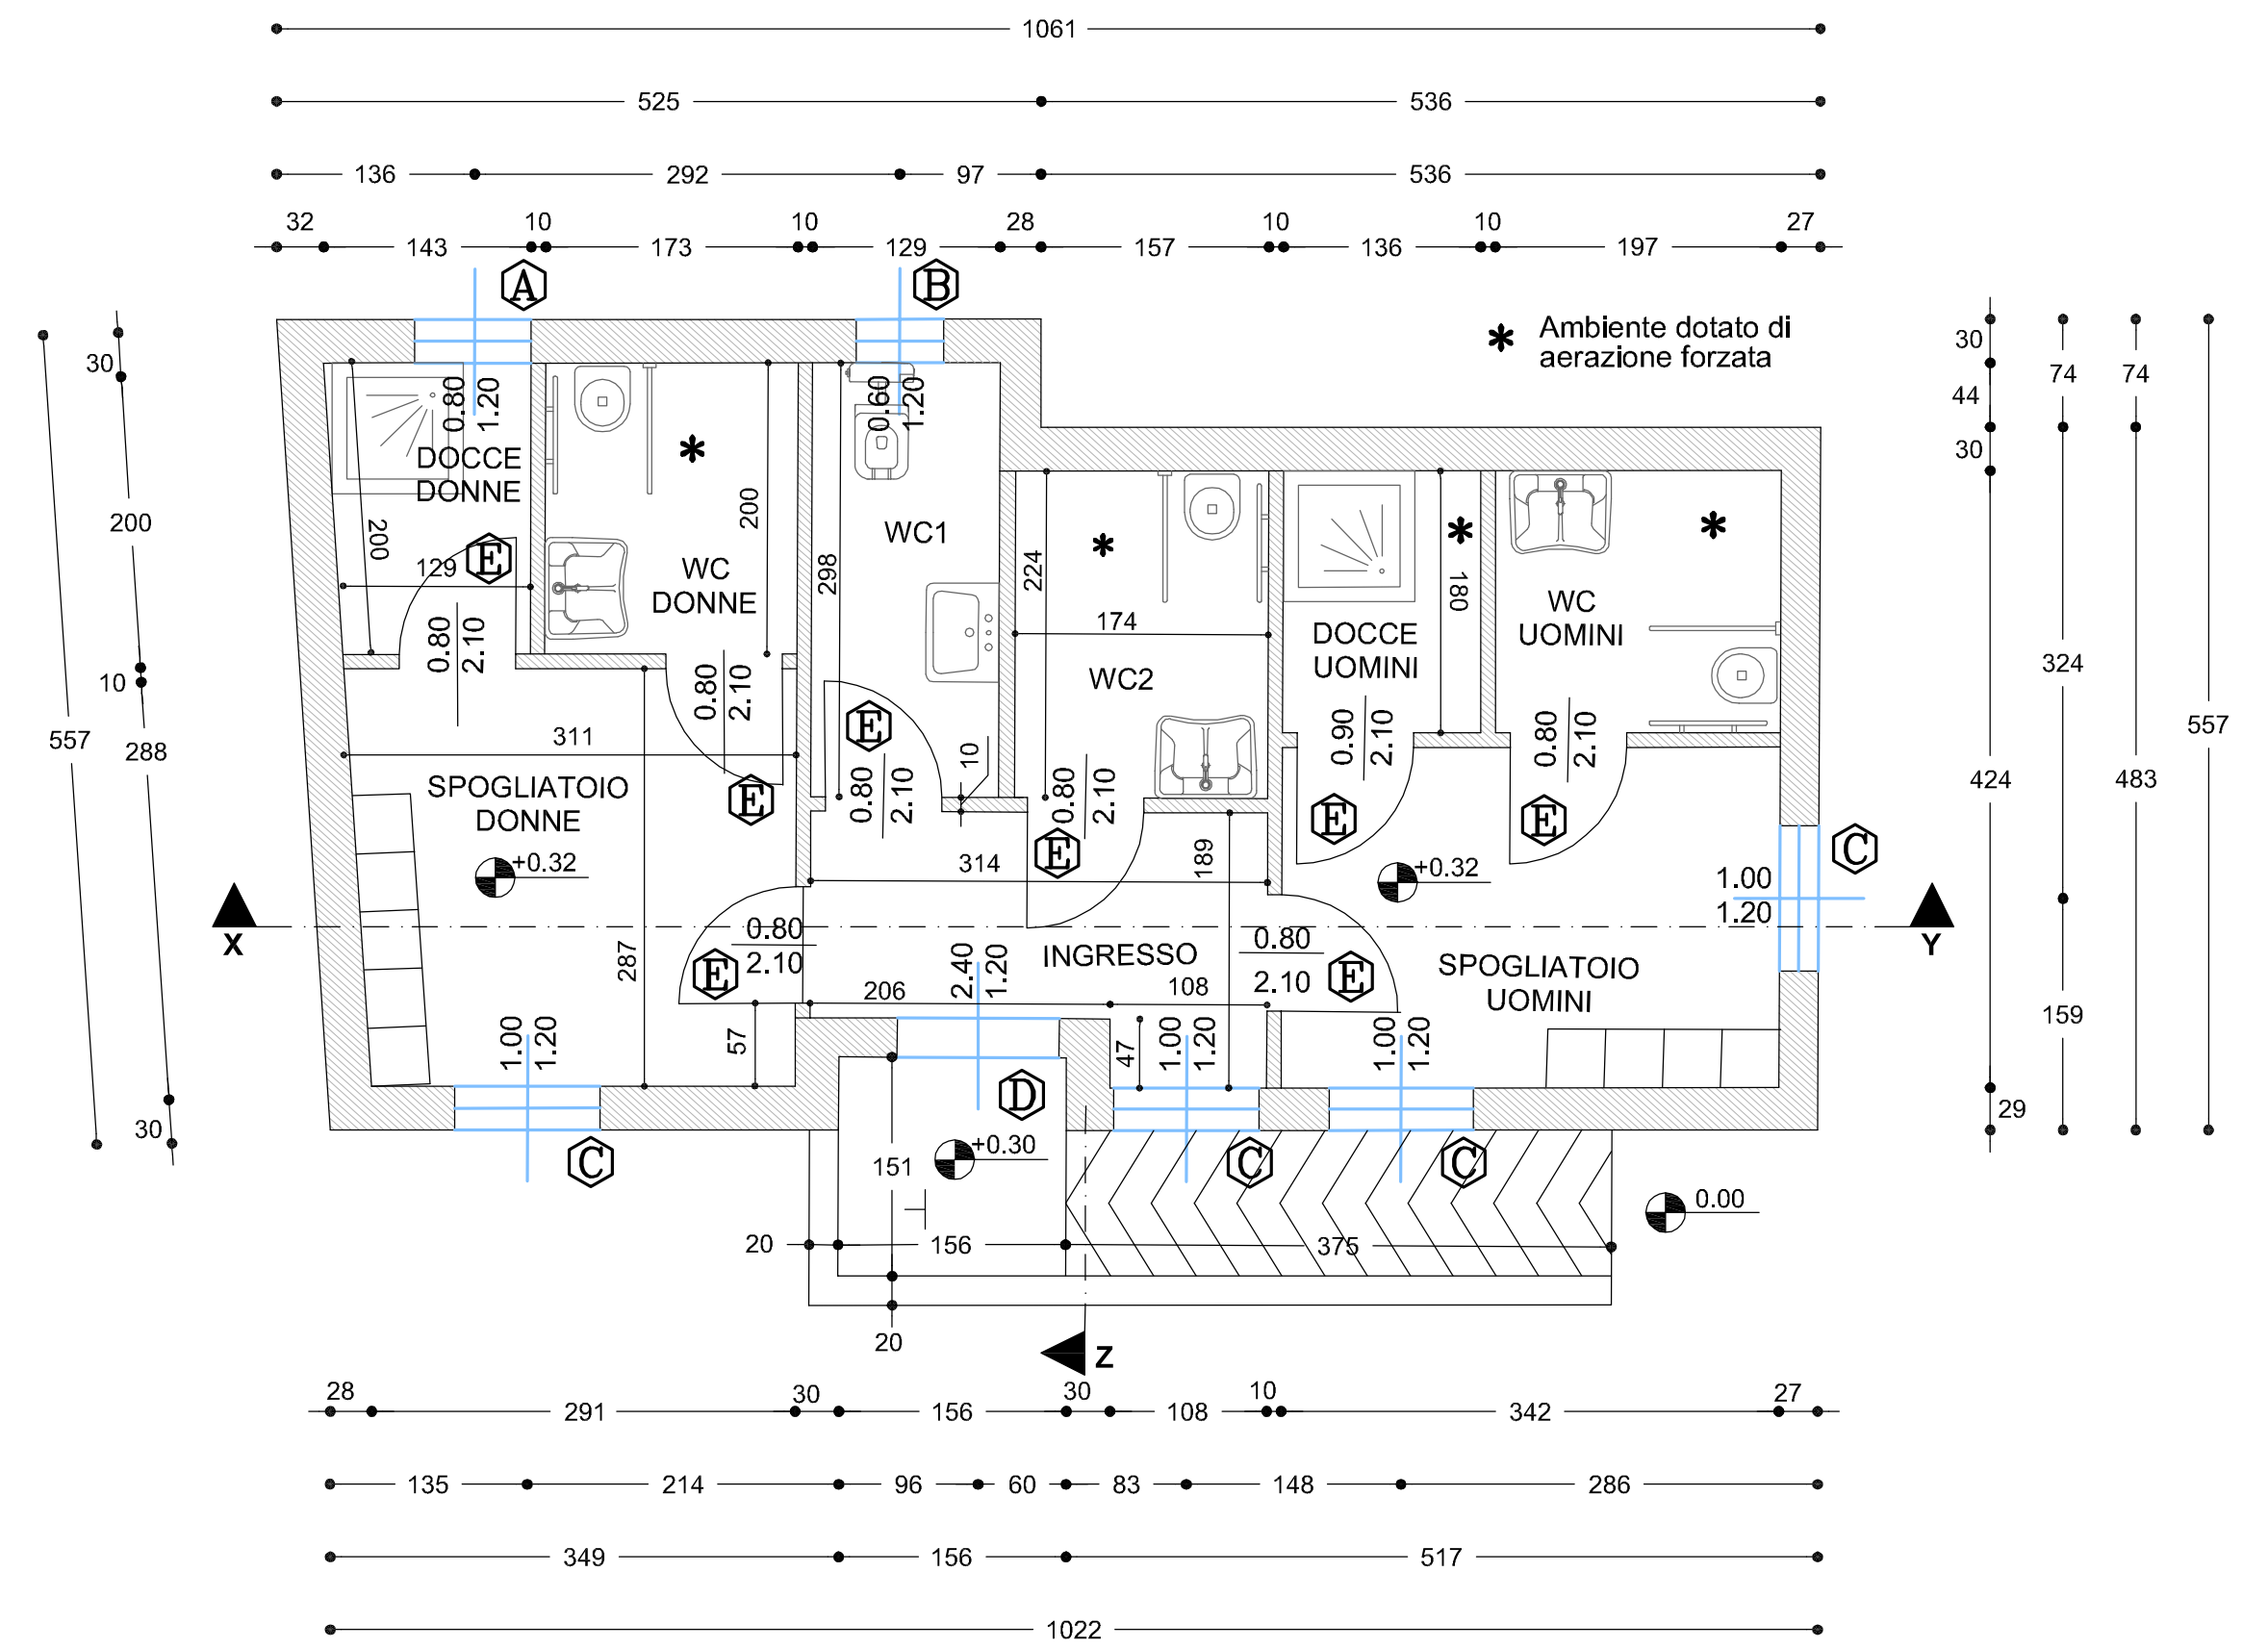 1061
525 536
136 292 97 536
32 10 10 28 10 10 27
143 173 129 157 136 197
A B
* Ambiente dotato di
aerazione forzata
30
200
10
288
30
557
30
44
30
424
29
74
324
159
74
483
557
0.80
1.20
DOCCE
DONNE
200
129
E
0.80
2.10
*
200
WC
DONNE
0.80
2.10
E
0.60
1.20
WC1
298
E
0.80
2.10
10
*
224
174
WC2
0.80
2.10
E
DOCCE
UOMINI
*
180
0.90
2.10
E
*
WC
UOMINI
0.80
2.10
E
311
SPOGLIATOIO
DONNE
+0.32
287
57
0.80
2.10
E
1.00
1.20
C
314
189
INGRESSO
206 108
2.40
1.20
47
1.00
1.20
C
0.80
2.10
E
+0.32
SPOGLIATOIO
UOMINI
1.00
1.20
C
1.00
1.20
C
X Y
D
+0.30
151
20 156 375
20
0.00
Z
28 30 30 10 27
291 156 108 342
135 214 96 60 83 148 286
349 156 517
1022